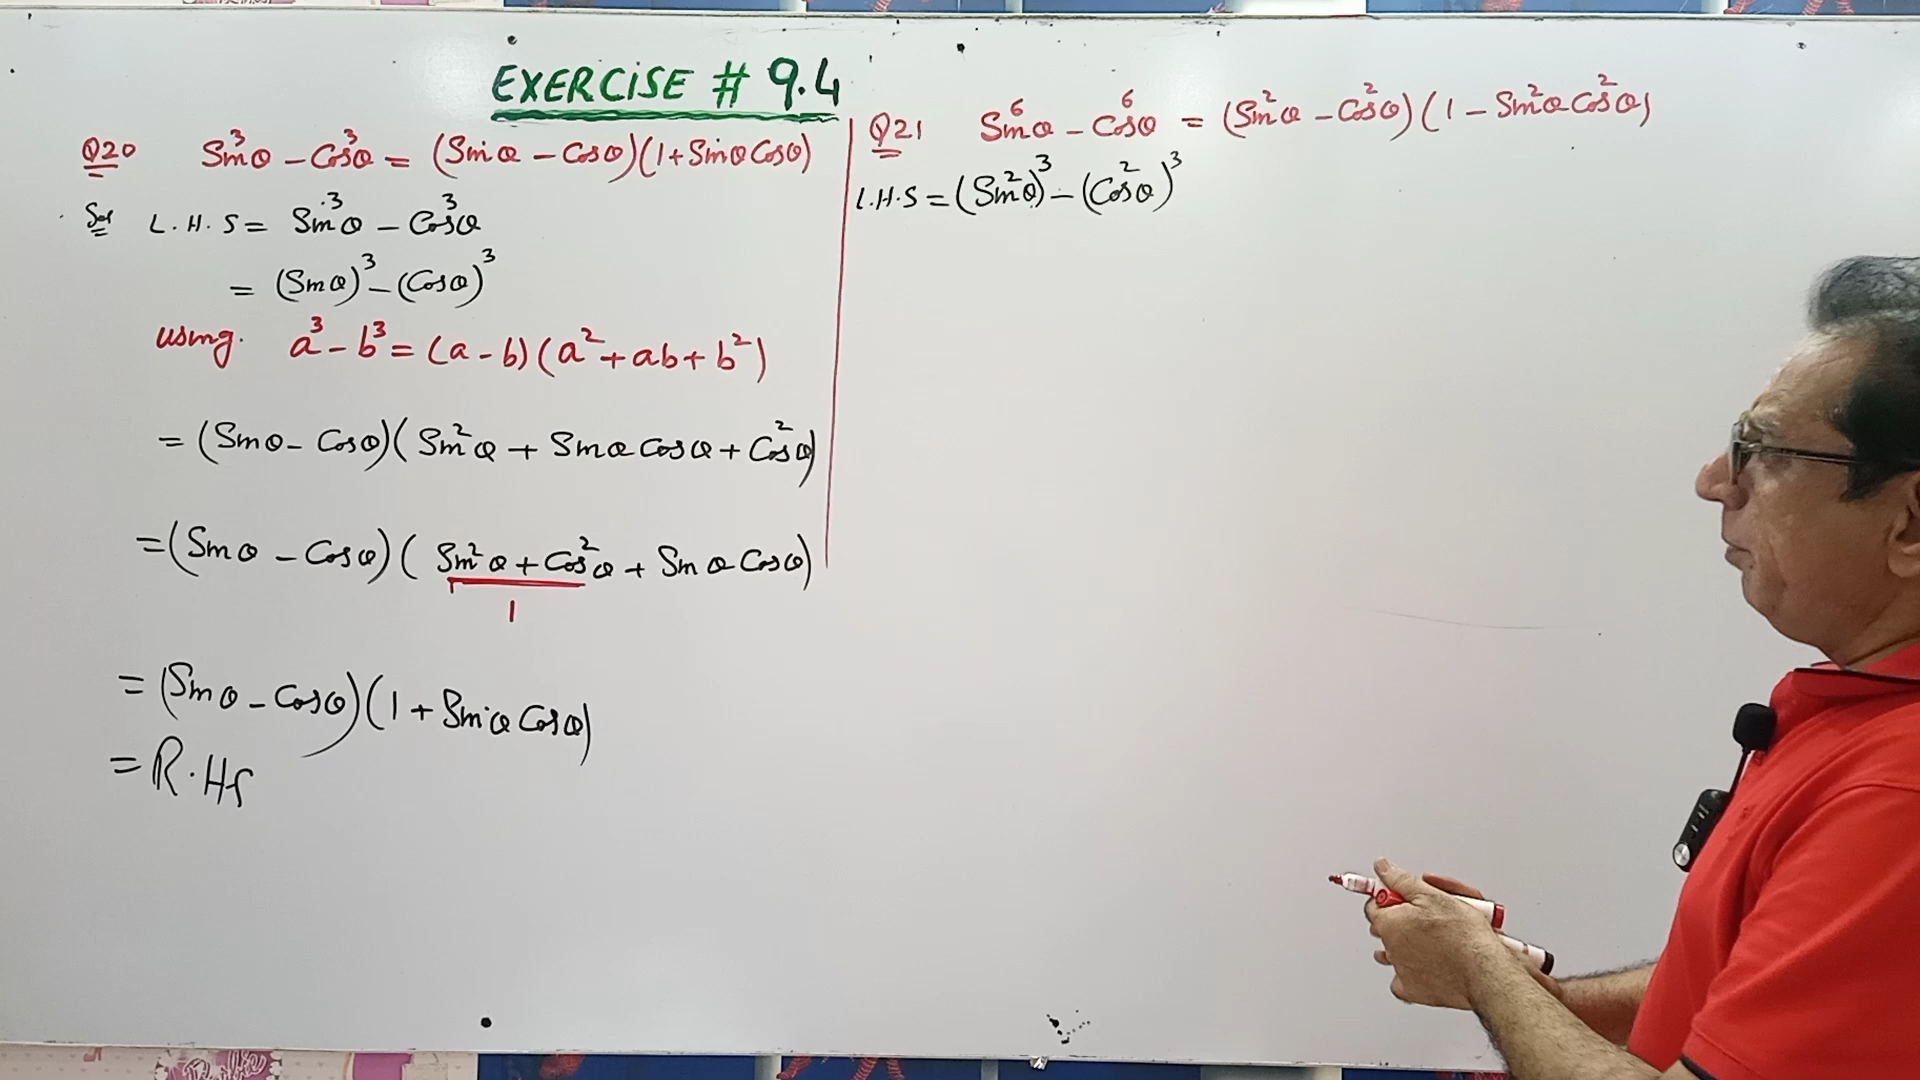 EXERCISE # 9.4
Q20 Sin³θ - Cos³θ = (Sinθ - Cosθ)(1 + Sinθ Cosθ)
Sol L.H.S = Sin³θ - Cos³θ
= (Sinθ)³ - (Cosθ)³
using. a³ - b³ = (a - b)(a² + ab + b²)
= (Sinθ - Cosθ)(Sin²θ + Sinθ Cosθ + Cos²θ)
= (Sinθ - Cosθ)(Sin²θ + Cos²θ + Sinθ Cosθ)
1
= (Sinθ - Cosθ)(1 + Sinθ Cosθ)
= R.HS
Q21 Sin⁶θ - Cos⁶θ = (Sin²θ - Cos²θ)(1 - Sin²θ Cos²θ)
L.H.S = (Sin²θ)³ - (Cos²θ)³